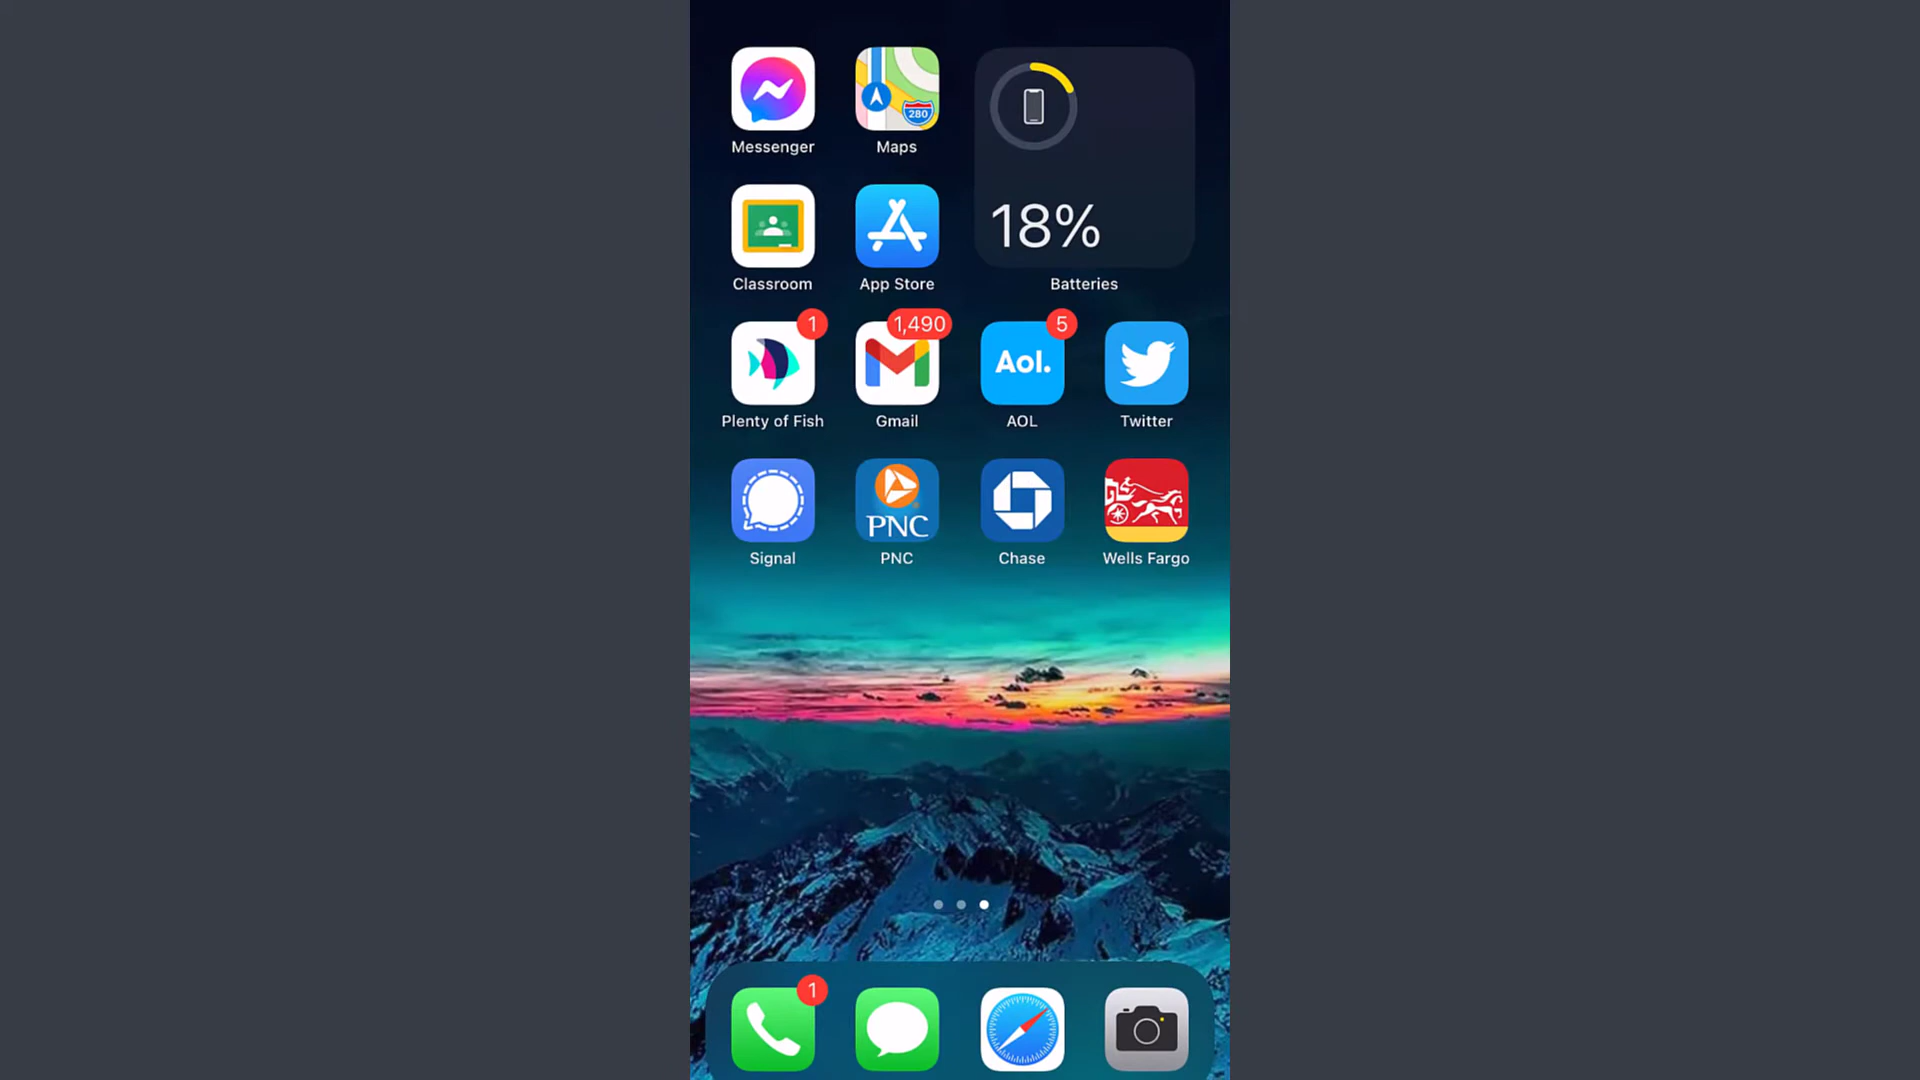 280
Messenger
Maps
18%
Classroom
App Store
Batteries
1
1,490
5
Aol.
Plenty of Fish
Gmail
AOL
Twitter
PNC
Signal
PNC
Chase
Wells Fargo
1